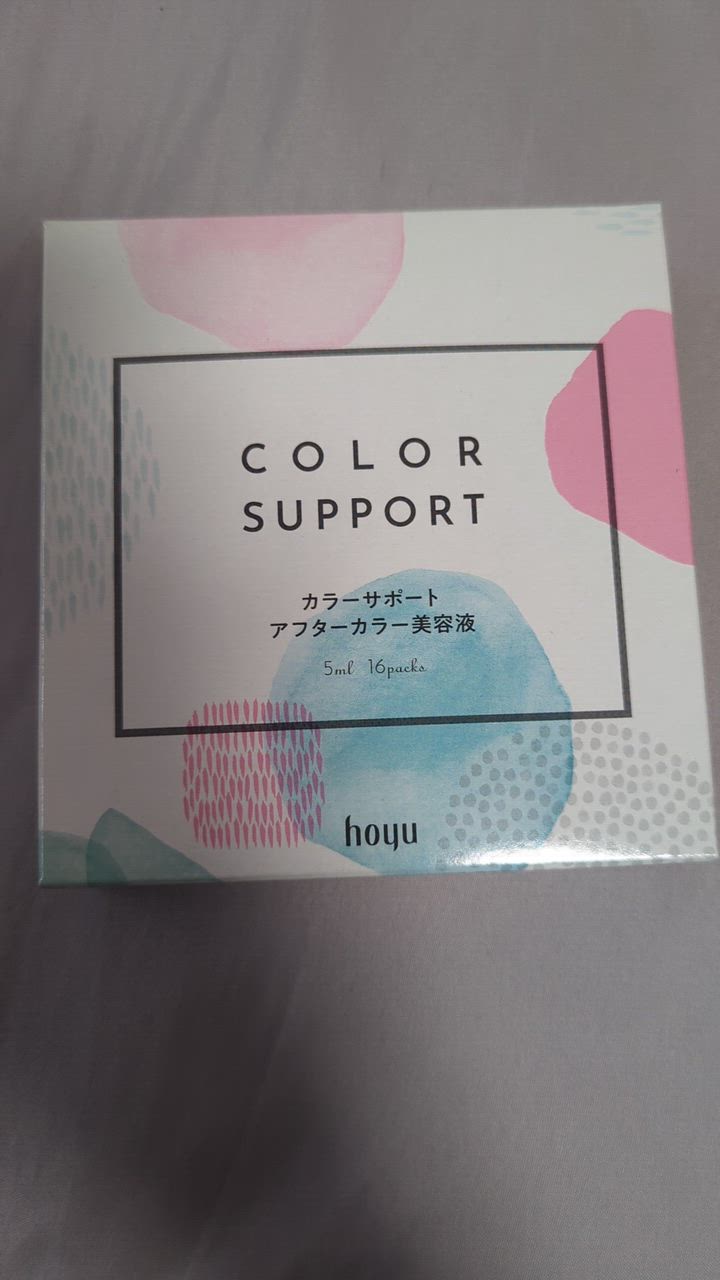 COLOR
SUPPORT
カラーサポート
アフターカラー美容液
5ml 16packs
hoyu